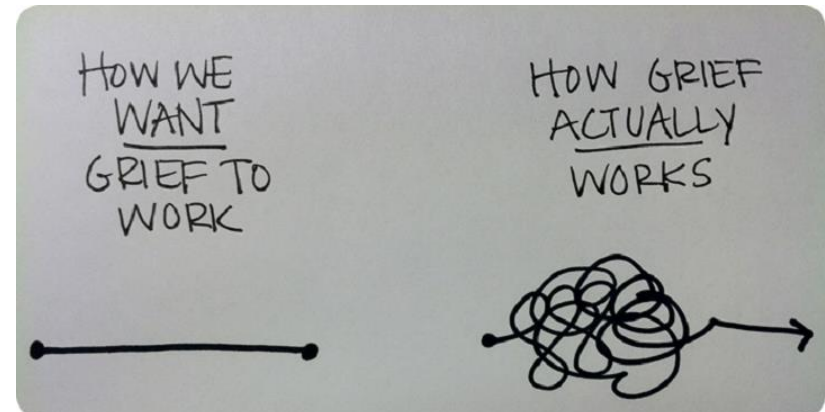 HOW WE
WANT
GRIEF TO
WORK
HOW GRIEF
ACTUALLY
WORKS